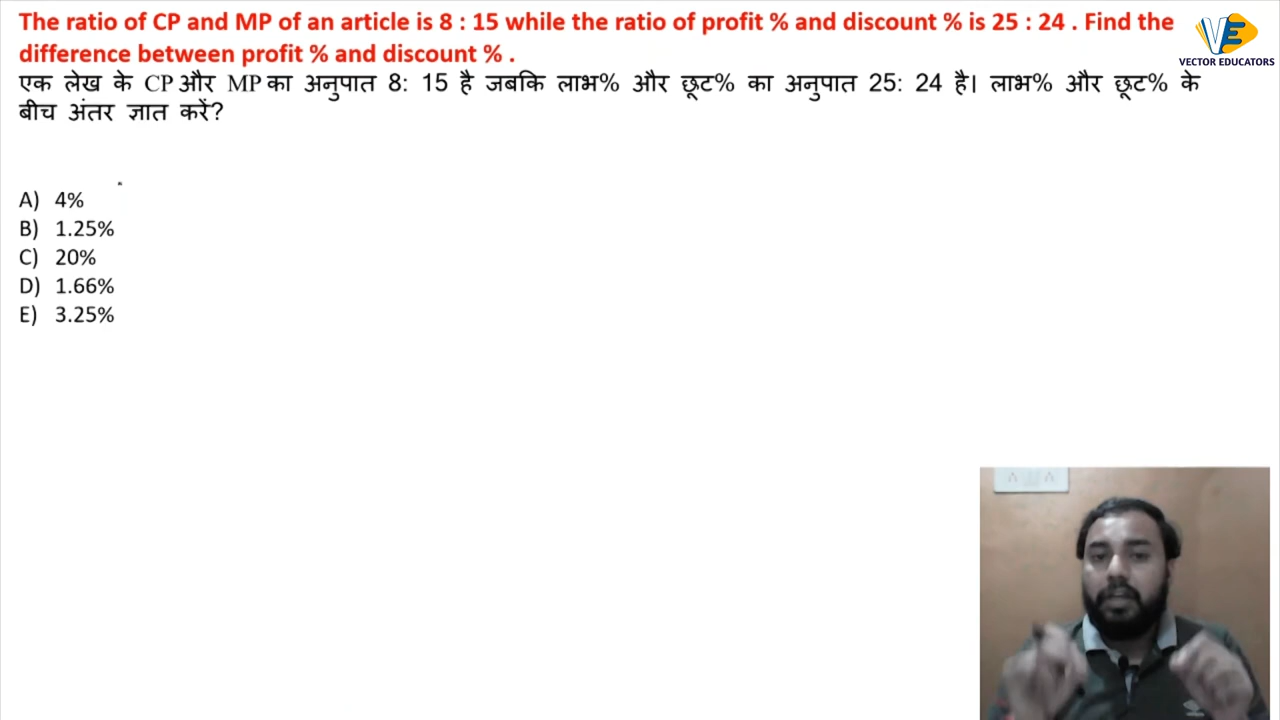 The ratio of CP and MP of an article is 8 : 15 while the ratio of profit % and discount % is 25 : 24 . Find the
difference between profit % and discount % .
एक लेख के CP और MP का अनुपात 8: 15 है जबकि लाभ% और छूट% का अनुपात 25: 24 है। लाभ% और छूट% के
बीच अंतर ज्ञात करें?
A) 4%
B) 1.25%
C) 20%
D) 1.66%
E) 3.25%
VE
VECTOR EDUCATORS